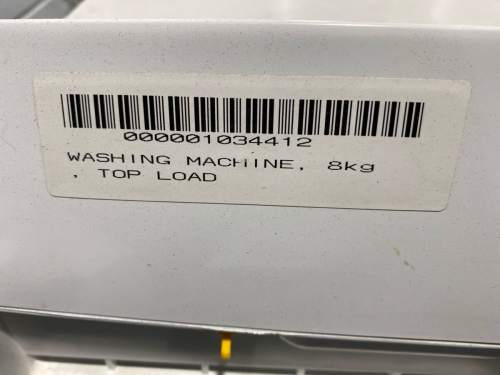 000001034412
WASHING MACHINE, 8kg
, TOP LOAD